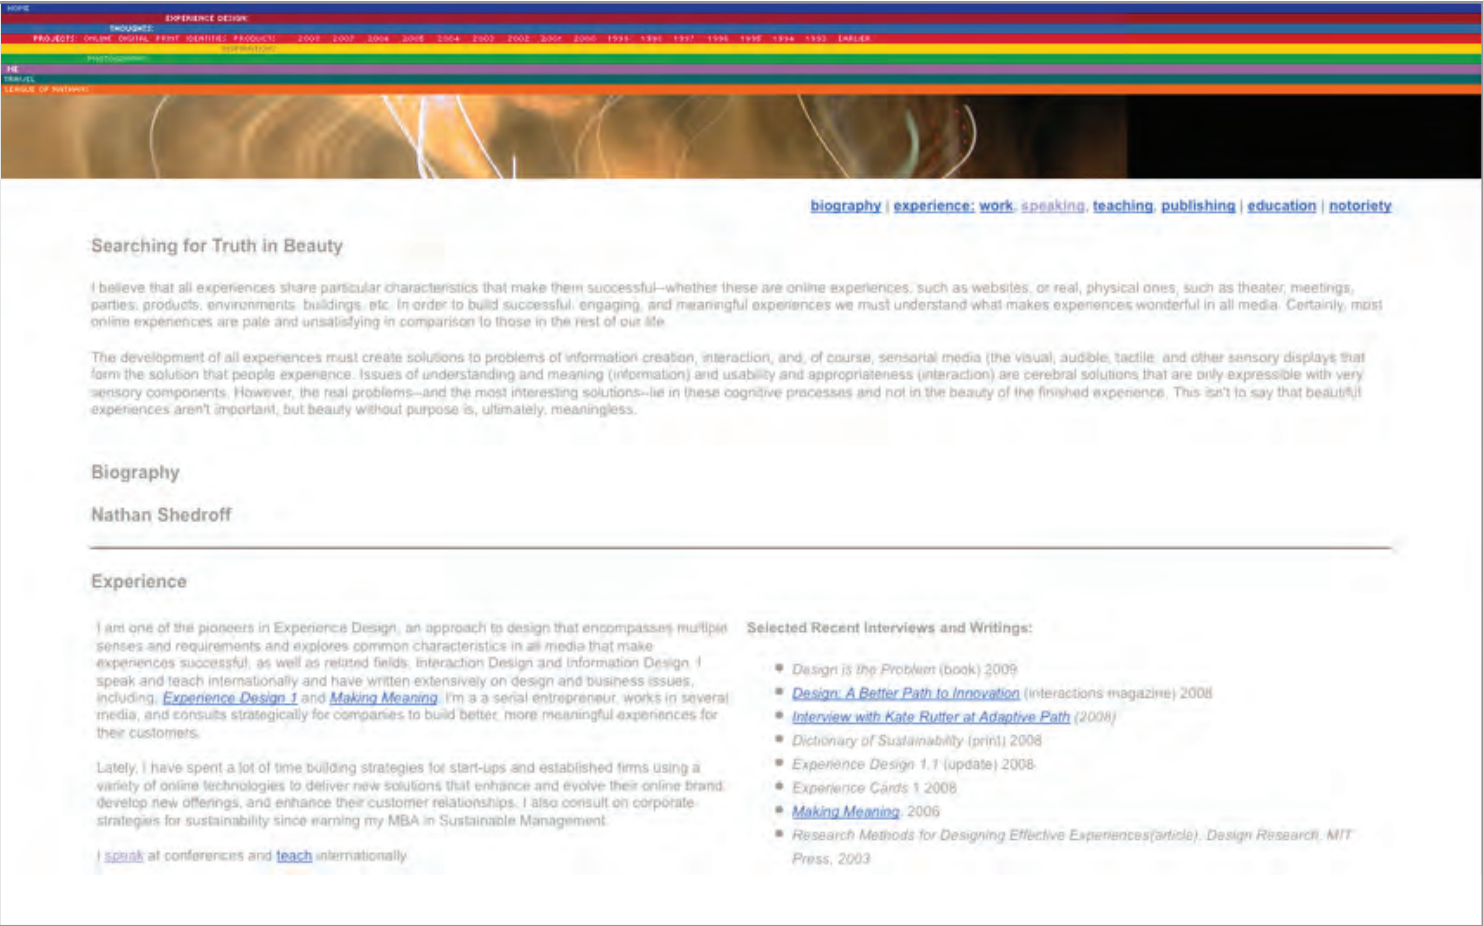 HOME
EXPERIENCE DESIGN:
THOUGHTS:
PROJECTS: ONLINE DIGITAL PRINT IDENTITIES PRODUCTS 2008 2007 2006 2005 2004 2003 2002 2001 2000 1999 1998 1997 1996 1995 1994 1993 EARLIER
INSPIRATION:
PHOTOGRAPHY:
ME
TRAVEL
LEAGUE OF NATHANS
biography | experience: work, speaking, teaching, publishing | education | notoriety
Searching for Truth in Beauty
I believe that all experiences share particular characteristics that make them successful--whether these are online experiences, such as websites, or real, physical ones, such as theater, meetings,
parties, products, environments, buildings, etc. In order to build successful, engaging, and meaningful experiences we must understand what makes experiences wonderful in all media. Certainly, most
online experiences are pale and unsatisfying in comparison to those in the rest of our life.
The development of all experiences must create solutions to problems of information creation, interaction, and, of course, sensorial media (the visual, audible, tactile, and other sensory displays that
form the solution that people experience. Issues of understanding and meaning (information) and usability and appropriateness (interaction) are cerebral solutions that are only expressible with very
sensory components. However, the real problems--and the most interesting solutions--lie in these cognitive processes and not in the beauty of the finished experience. This isn't to say that beautiful
experiences aren't important, but beauty without purpose is, ultimately, meaningless.
Biography
Nathan Shedroff
Experience
I am one of the pioneers in Experience Design, an approach to design that encompasses multiple
senses and requirements and explores common characteristics in all media that make
experiences successful, as well as related fields, Interaction Design and Information Design. I
speak and teach internationally and have written extensively on design and business issues,
including, Experience Design 1 and Making Meaning. I'm a a serial entrepreneur, works in several
media, and consults strategically for companies to build better, more meaningful experiences for
their customers.
Lately, I have spent a lot of time building strategies for start-ups and established firms using a
variety of online technologies to deliver new solutions that enhance and evolve their online brand,
develop new offerings, and enhance their customer relationships. I also consult on corporate
strategies for sustainability since earning my MBA in Sustainable Management.
I speak at conferences and teach internationally.
Selected Recent Interviews and Writings:
Design is the Problem (book) 2009
Design: A Better Path to Innovation (interactions magazine) 2008
Interview with Kate Rutter at Adaptive Path (2008)
Dictionary of Sustainability (print) 2008
Experience Design 1.1 (update) 2008
Experience Cards 1 2008
Making Meaning, 2006
Research Methods for Designing Effective Experiences(article), Design Research, MIT
Press, 2003